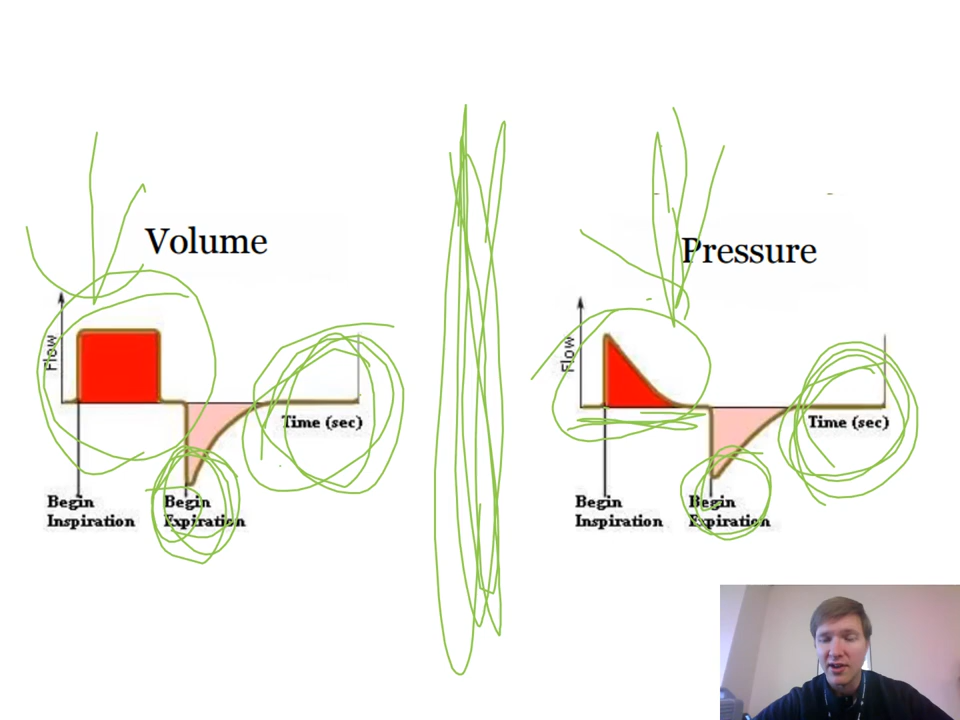 Volume
Pressure
Flow
Time (sec)
Begin
Inspiration
Begin
Expiration
Flow
Time (sec)
Begin
Inspiration
Begin
Expiration